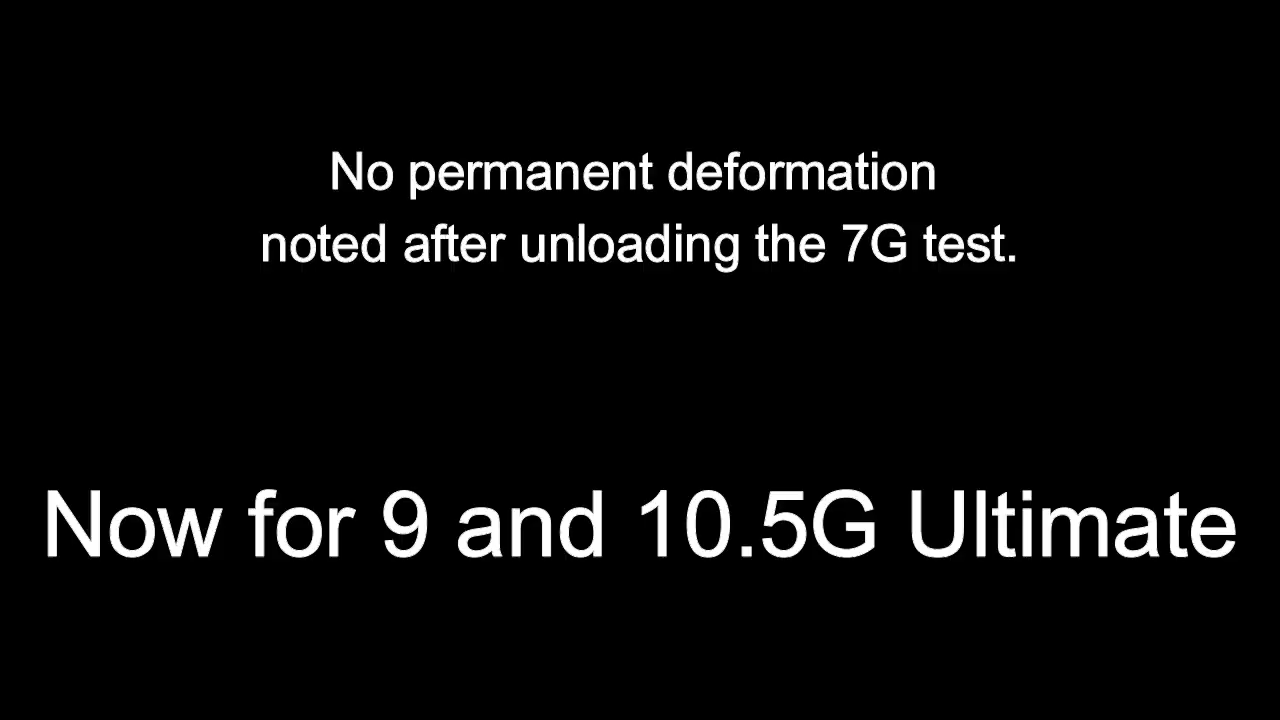 No permanent deformation
noted after unloading the 7G test.
Now for 9 and 10.5G Ultimate